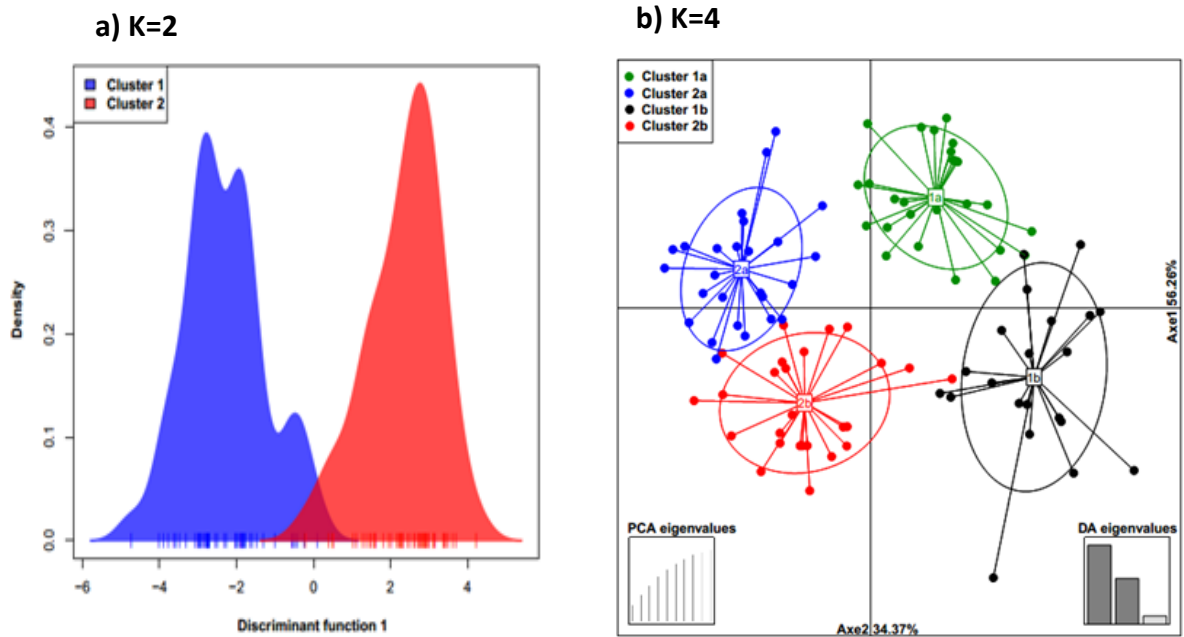 a) K=2
Cluster 1
Cluster 2
Density
0.0
0.1
0.2
0.3
0.4
−6
−4
−2
0
2
4
Discriminant function 1
b) K=4
Cluster 1a
Cluster 2a
Cluster 1b
Cluster 2b
1a
2a
1b
2b
Axe1 56.26%
PCA eigenvalues
DA eigenvalues
Axe2 34.37%